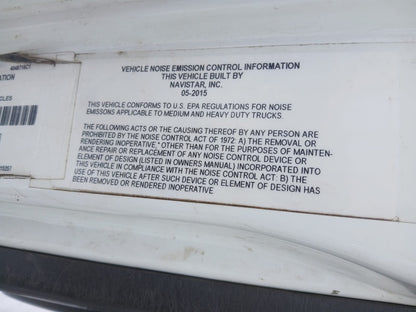 VEHICLE NOISE EMISSION CONTROL INFORMATION
THIS VEHICLE BUILT BY
NAVISTAR, INC.
05-2015
THIS VEHICLE CONFORMS TO U.S. EPA REGULATIONS FOR NOISE
EMISSIONS APPLICABLE TO MEDIUM AND HEAVY DUTY TRUCKS.
THE FOLLOWING ACTS OR THE CAUSING THEREOF BY ANY PERSON ARE
PROHIBITED BY THE NOISE CONTROL ACT OF 1972: A) THE REMOVAL OR
RENDERING INOPERATIVE," OTHER THAN FOR THE PURPOSES OF MAINTEN-
ANCE REPAIR OR REPLACEMENT OF ANY NOISE CONTROL DEVICE OR
ELEMENT OF DESIGN (LISTED IN OWNERS MANUAL) INCORPORATED INTO
THIS VEHICLE IN COMPLIANCE WITH THE NOISE CONTROL ACT: B) THE
USE OF THIS VEHICLE AFTER SUCH DEVICE OR ELEMENT OF DESIGN HAS
BEEN REMOVED OR RENDERED INOPERATIVE